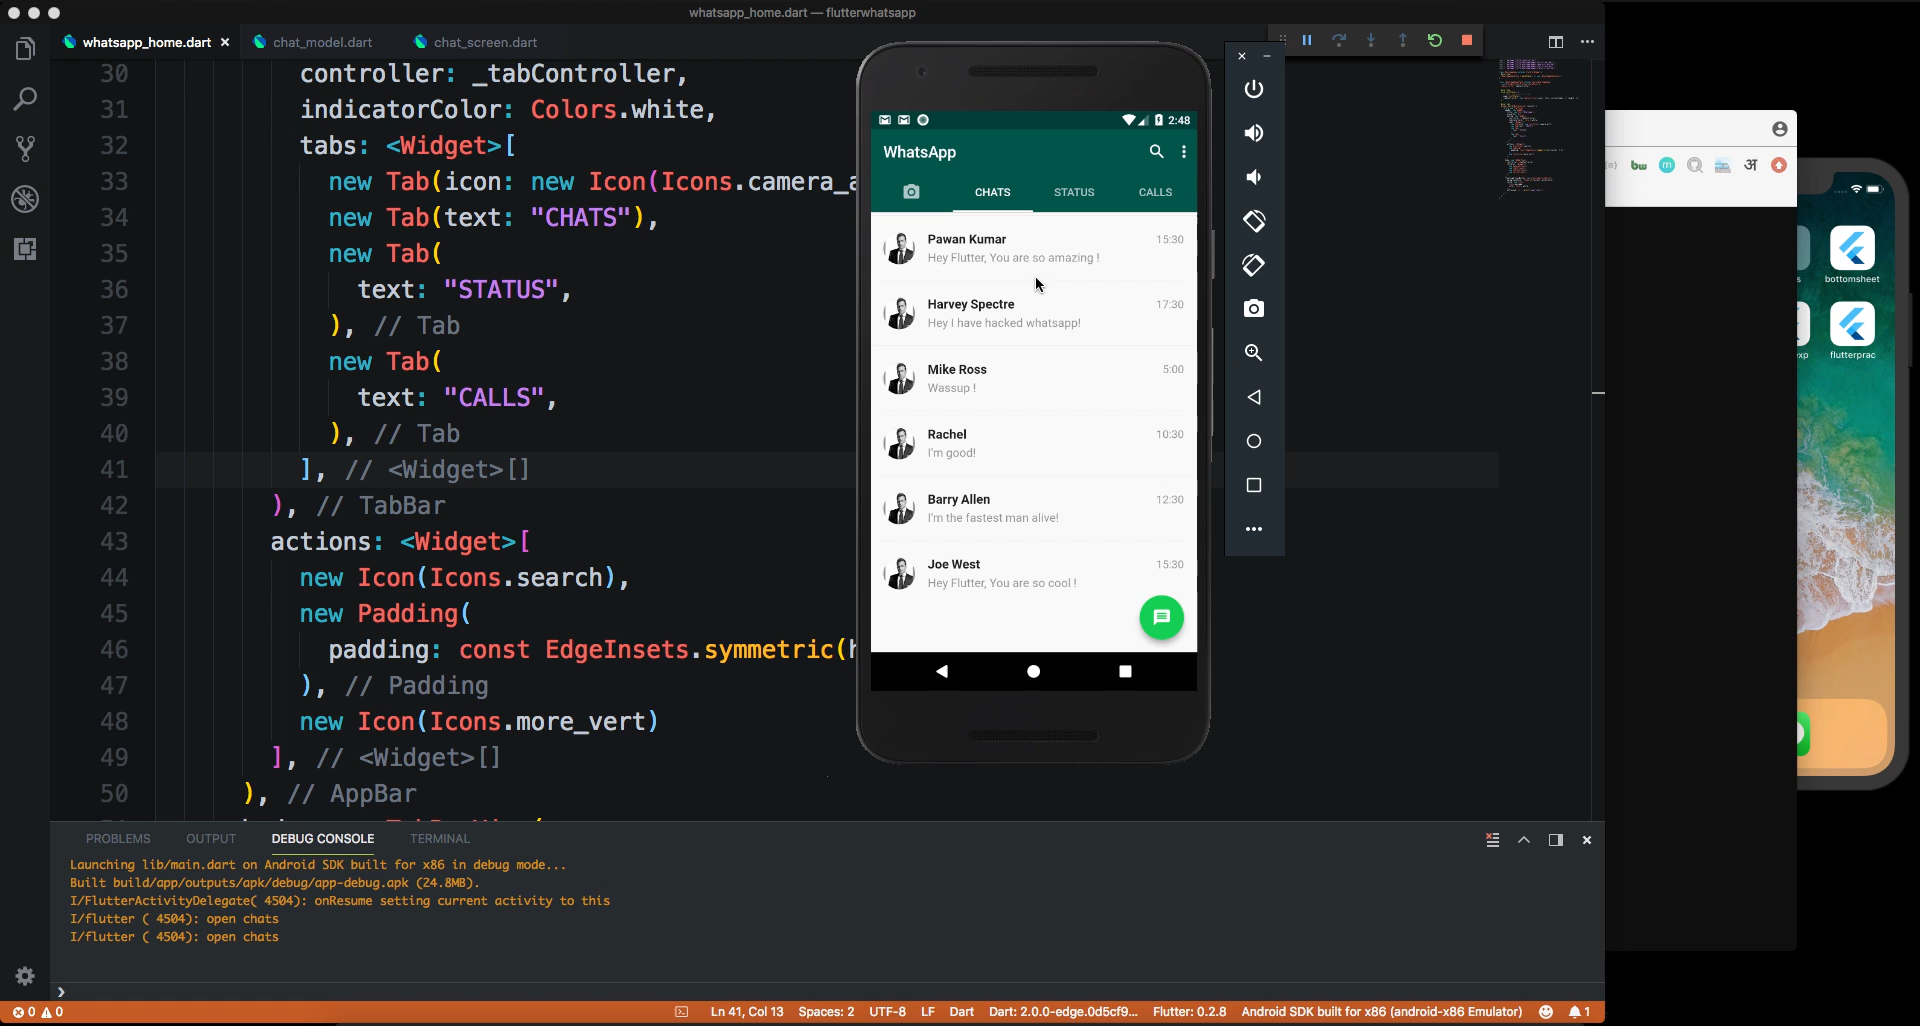 whatsapp_home.dart — flutterwhatsapp
whatsapp_home.dart
chat_model.dart
chat_screen.dart
30 controller: _tabController,
31 indicatorColor: Colors.white,
32 tabs: <Widget>[
33 new Tab(icon: new Icon(Icons.camera_a
34 new Tab(text: "CHATS"),
35 new Tab(
36 text: "STATUS",
37 ), // Tab
38 new Tab(
39 text: "CALLS",
40 ), // Tab
41 ], // <Widget>[]
42 ), // TabBar
43 actions: <Widget>[
44 new Icon(Icons.search),
45 new Padding(
46 padding: const EdgeInsets.symmetric(h
47 ), // Padding
48 new Icon(Icons.more_vert)
49 ], // <Widget>[]
50 ), // AppBar
2:48
WhatsApp
CHATS STATUS CALLS
Pawan Kumar 15:30
Hey Flutter, You are so amazing !
Harvey Spectre 17:30
Hey I have hacked whatsapp!
Mike Ross 5:00
Wassup !
Rachel 10:30
I'm good!
Barry Allen 12:30
I'm the fastest man alive!
Joe West 15:30
Hey Flutter, You are so cool !
bw
m
अ
bottomsheet
flutterprac
PROBLEMS OUTPUT DEBUG CONSOLE TERMINAL
Launching lib/main.dart on Android SDK built for x86 in debug mode...
Built build/app/outputs/apk/debug/app-debug.apk (24.8MB).
I/FlutterActivityDelegate( 4504): onResume setting current activity to this
I/flutter ( 4504): open chats
I/flutter ( 4504): open chats
0 0
Ln 41, Col 13 Spaces: 2 UTF-8 LF Dart Dart: 2.0.0-edge.0d5cf9... Flutter: 0.2.8 Android SDK built for x86 (android-x86 Emulator) 1